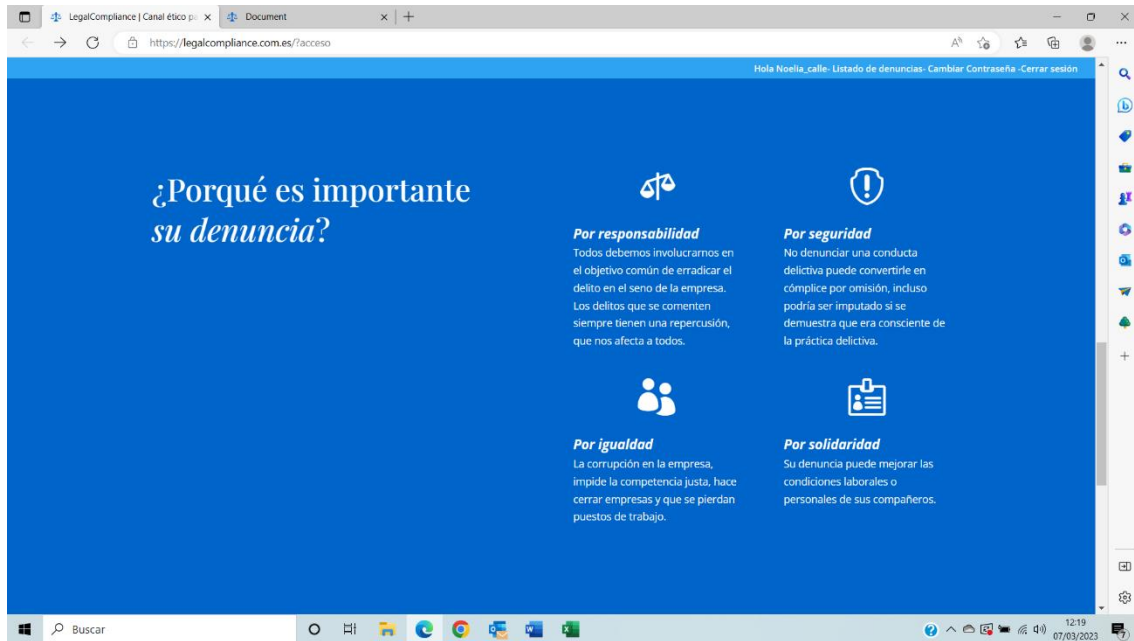 LegalCompliance | Canal ético pa
Document
https://legalcompliance.com.es/?acceso
Hola Noelia_calle- Listado de denuncias- Cambiar Contraseña -Cerrar sesión
¿Porqué es importante
su denuncia?
Por responsabilidad
Todos debemos involucrarnos en
el objetivo común de erradicar el
delito en el seno de la empresa.
Los delitos que se comenten
siempre tienen una repercusión,
que nos afecta a todos.
Por seguridad
No denunciar una conducta
delictiva puede convertirle en
cómplice por omisión, incluso
podría ser imputado si se
demuestra que era consciente de
la práctica delictiva.
Por igualdad
La corrupción en la empresa,
impide la competencia justa, hace
cerrar empresas y que se pierdan
puestos de trabajo.
Por solidaridad
Su denuncia puede mejorar las
condiciones laborales o
personales de sus compañeros.
Buscar
12:19
07/03/2023